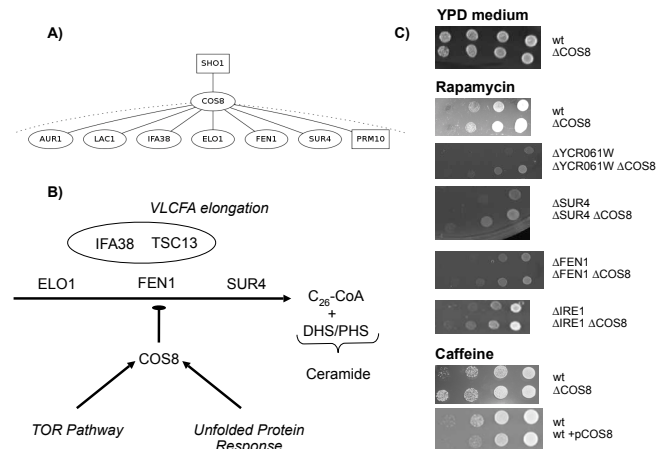 A)
SHO1
COS8
AUR1 LAC1 IFA38 ELO1 FEN1 SUR4 PRM10
B)
VLCFA elongation
IFA38 TSC13
ELO1 FEN1 SUR4
C26-CoA
+
DHS/PHS
Ceramide
COS8
TOR Pathway
Unfolded Protein
Response
C)
YPD medium
wt
ΔCOS8
Rapamycin
wt
ΔCOS8
ΔYCR061W
ΔYCR061W ΔCOS8
ΔSUR4
ΔSUR4 ΔCOS8
ΔFEN1
ΔFEN1 ΔCOS8
ΔIRE1
ΔIRE1 ΔCOS8
Caffeine
wt
ΔCOS8
wt
wt +pCOS8